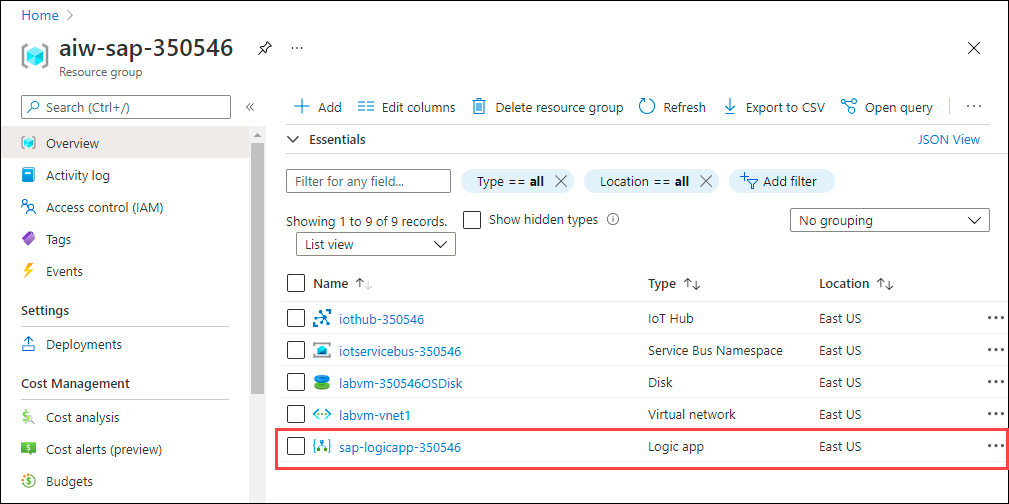 Home >
aiw-sap-350546 ...
Resource group
Search (Ctrl+/) «
Overview
Activity log
Access control (IAM)
Tags
Events
Settings
Deployments
Cost Management
Cost analysis
Cost alerts (preview)
Budgets
Add Edit columns Delete resource group Refresh Export to CSV Open query ...
Essentials JSON View
Filter for any field... Type == all Location == all Add filter
Showing 1 to 9 of 9 records. Show hidden types No grouping
List view
Name Type Location
iothub-350546 IoT Hub East US ...
iotservicebus-350546 Service Bus Namespace East US ...
labvm-350546OSDisk Disk East US ...
labvm-vnet1 Virtual network East US ...
sap-logicapp-350546 Logic app East US ...